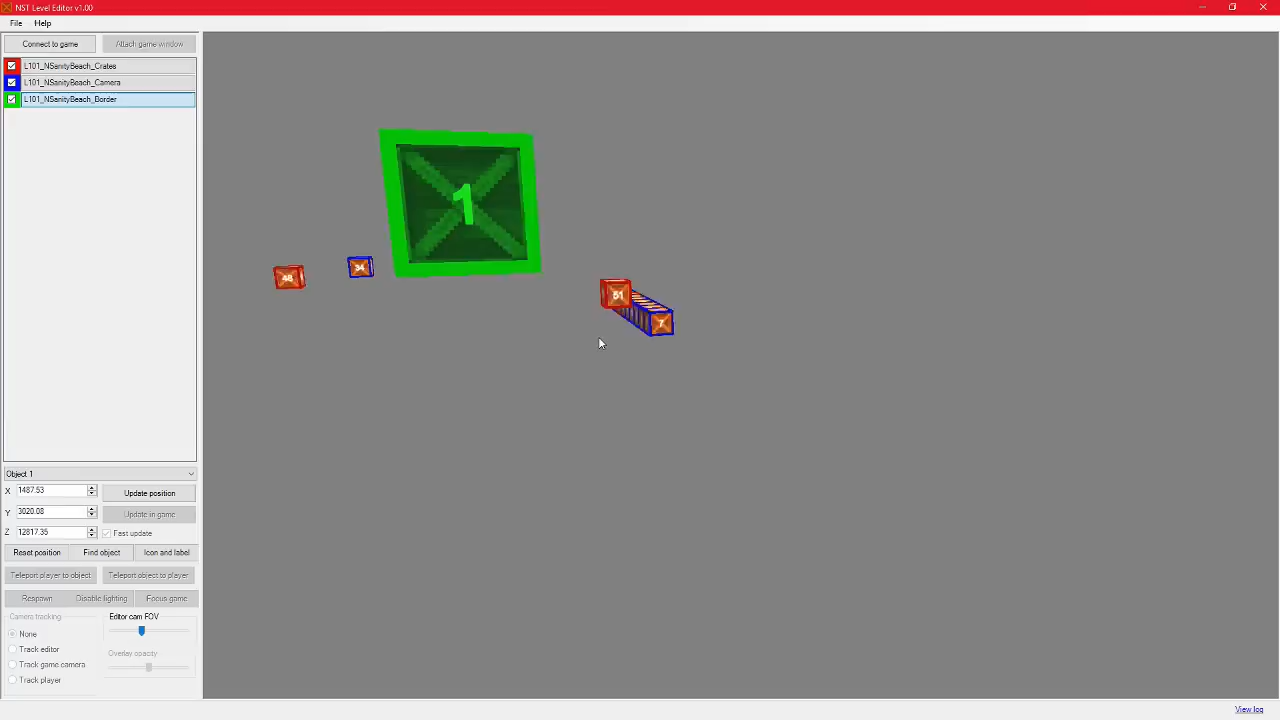 NST Level Editor v1.00
File Help
Connect to game Attach game window
L101_NSanityBeach_Crates
L101_NSanityBeach_Camera
L101_NSanityBeach_Border
1
48
34
51
7
Object 1
X 1487.53 Update position
Y 3020.08 Update in game
Z 12817.35 Fast update
Reset position Find object Icon and label
Teleport player to object Teleport object to player
Respawn Disable lighting Focus game
Camera tracking Editor cam FOV
None
Track editor Overlay opacity
Track game camera
Track player
View log